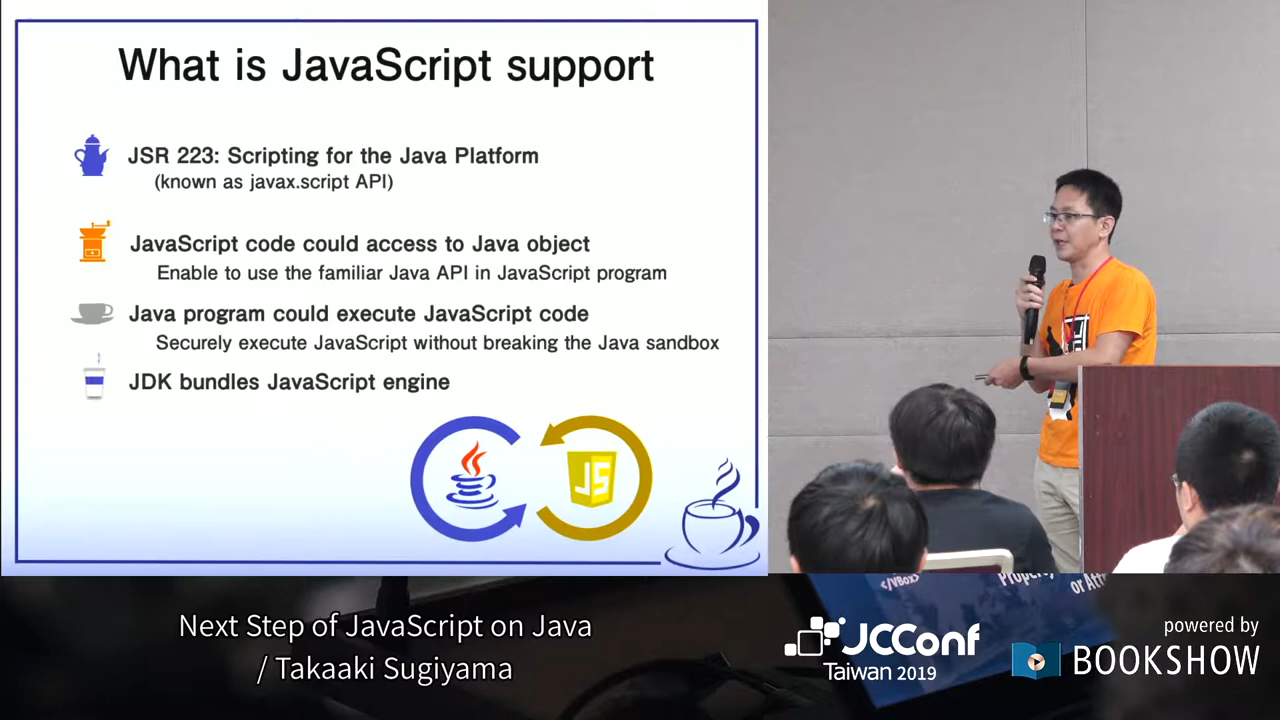 What is JavaScript support
JSR 223: Scripting for the Java Platform
(known as javax.script API)
JavaScript code could access to Java object
Enable to use the familiar Java API in JavaScript program
Java program could execute JavaScript code
Securely execute JavaScript without breaking the Java sandbox
JDK bundles JavaScript engine
JS
</VBox>
or
Next Step of JavaScript on Java
/ Takaaki Sugiyama
JCConf
Taiwan 2019
powered by
BOOKSHOW